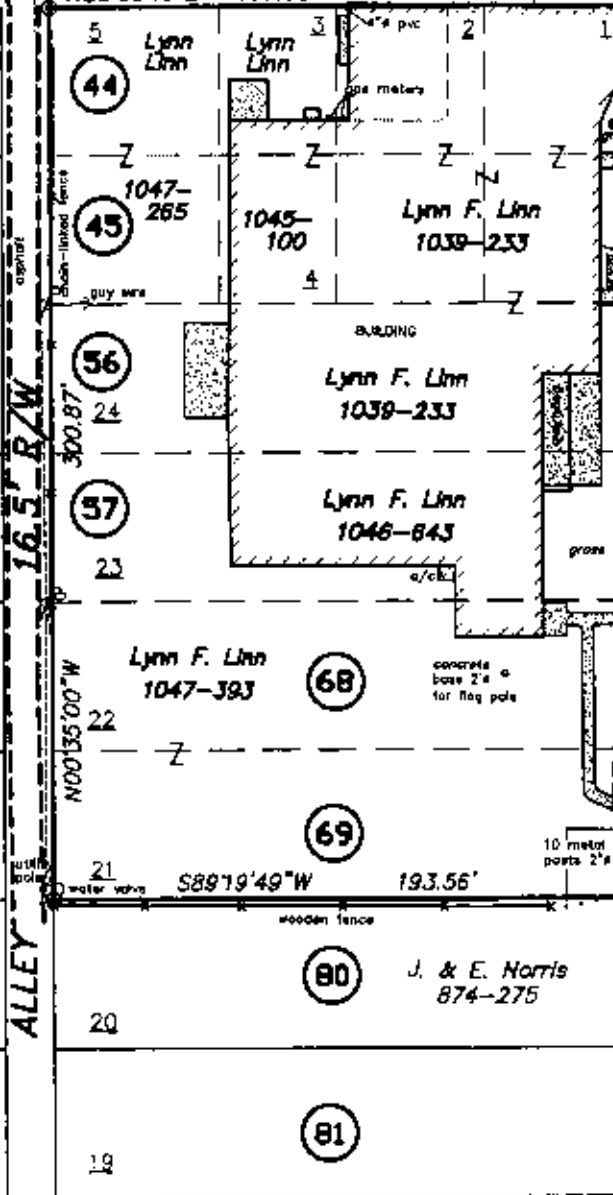 5
Lynn
Linn
Lynn
Linn
3
4"ø pvc
2
1
44
gas meters
Z
Z
Z
Z
1047-
265
chain-linked fence
asphalt
45
1045-
100
Z
Lynn F. Linn
1039-233
4
guy wire
Z
BUILDING
56
24
Lynn F. Linn
1039-233
300.87'
16.5' R/W
57
23
Lynn F. Linn
1046-643
grass
a/c
Lynn F. Linn
1047-393
68
concrete
base 2'ø
for flag pole
N00°35'00"W
22
Z
69
10 metal
posts 2"ø
utility
pole
21
water valve
S89°19'49"W
193.56'
wooden fence
ALLEY
80
J. & E. Norris
874-275
20
81
19